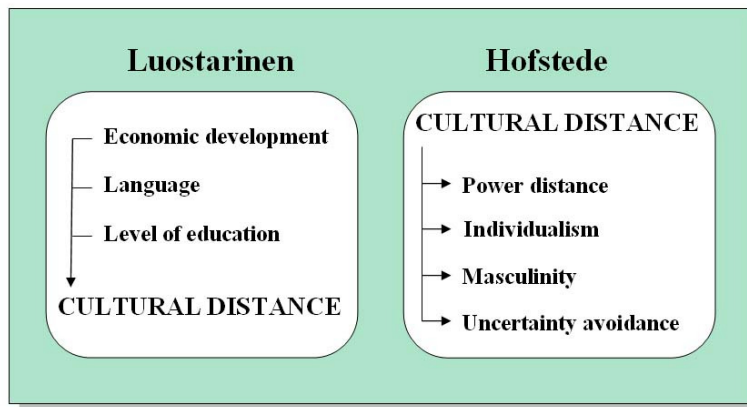 Luostarinen
Economic development
Language
Level of education
CULTURAL DISTANCE
Hofstede
CULTURAL DISTANCE
Power distance
Individualism
Masculinity
Uncertainty avoidance